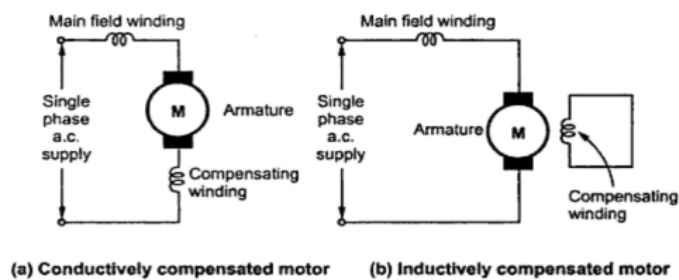 Main field winding
Single
phase
a.c.
supply
M
Armature
Compensating
winding
(a) Conductively compensated motor
Main field winding
Single
phase
a.c.
supply
Armature
M
Compensating
winding
(b) Inductively compensated motor